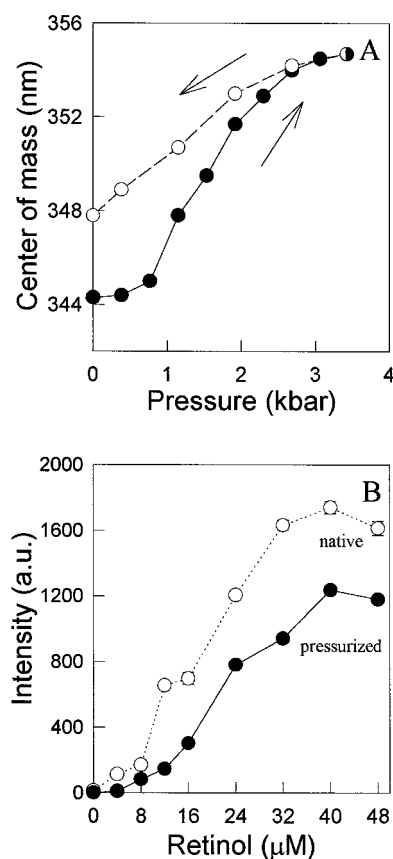 A
356
352
348
344
Center of mass (nm)
0 1 2 3 4
Pressure (kbar)
B
2000
1600
1200
800
400
0
Intensity (a.u.)
native
pressurized
0 8 16 24 32 40 48
Retinol (μM)